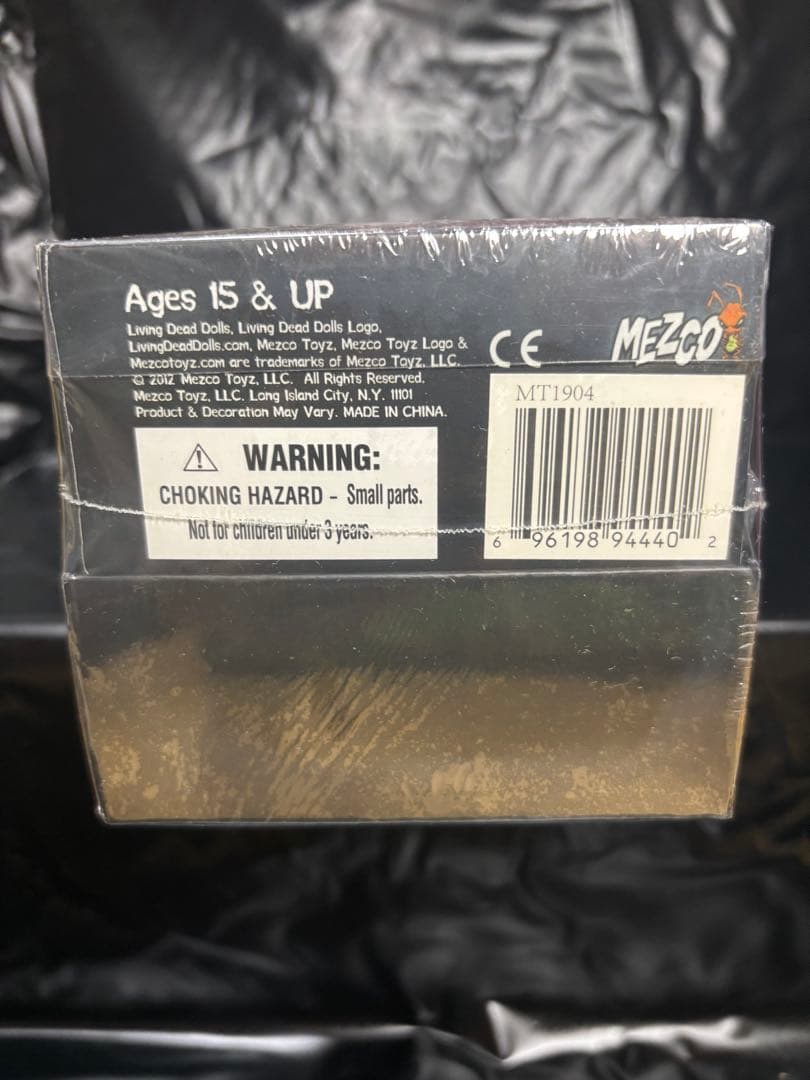 Ages 15 & UP
Living Dead Dolls, Living Dead Dolls Logo,
LivingDeadDolls.com, Mezco Toyz, Mezco Toyz Logo &
Mezcotoyz.com are trademarks of Mezco Toyz, LLC.
© 2012 Mezco Toyz, LLC. All Rights Reserved.
Mezco Toyz, LLC. Long Island City, N.Y. 11101
Product & Decoration May Vary. MADE IN CHINA.
CE
MEZCO
WARNING:
CHOKING HAZARD - Small parts.
Not for children under 3 years.
MT1904
6 96198 94440 2